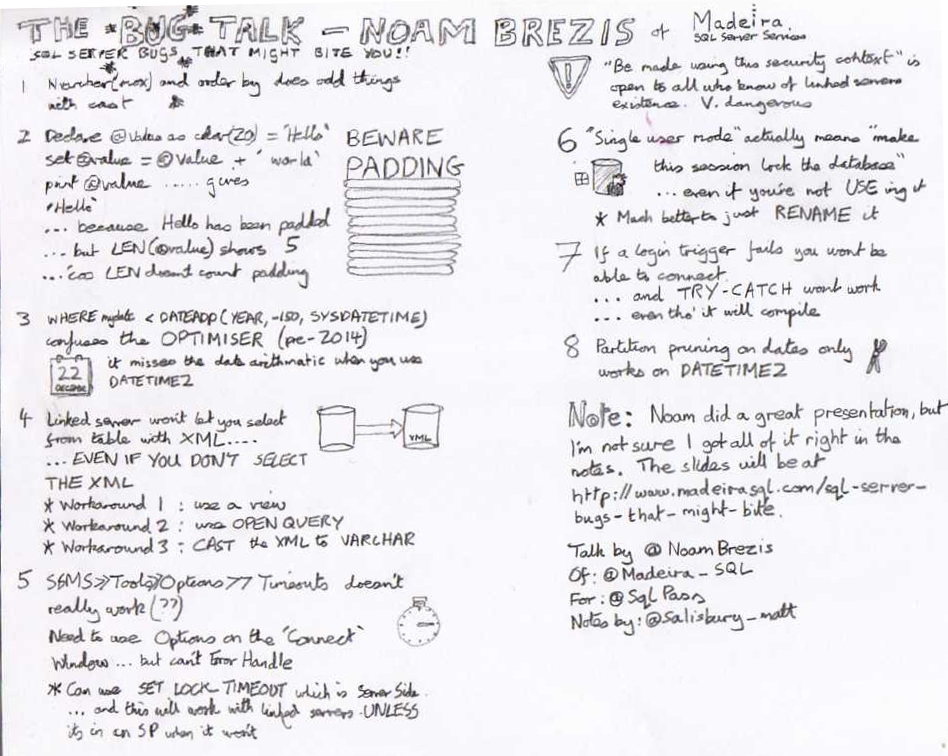 THE BUG TALK - NOAM BREZIS of Madeira
SQL Server Services
SQL SERVER BUGS THAT MIGHT BITE YOU!!
1 Nvarchar(max) and order by does odd things
with cast
2 Declare @Value as char(20) = 'Hello'
set @value = @Value + ' world'
print @value ..... gives
'Hello'
... because Hello has been padded
... but LEN(@value) shows 5
... 'cos LEN doesn't count padding
BEWARE
PADDING
3 WHERE mydate < DATEADD(YEAR, -150, SYSDATETIME)
confuses the OPTIMISER (pre-2014)
22
DECEMBER
it misses the date arithmatic when you use
DATETIME2
4 Linked server won't let you select
from table with XML....
... EVEN IF YOU DON'T SELECT
THE XML
XML
* Workaround 1 : use a view
* Workaround 2 : use OPEN QUERY
* Workaround 3 : CAST the XML to VARCHAR
5 SSMS>>Tools>>Options>> Timeouts doesn't
really work (??)
Need to use Options on the "Connect"
Window ... but can't Error Handle
* Can use SET LOCK_TIMEOUT which is Server Side.
... and this will work with linked servers UNLESS
its in an SP when it won't
! "Be made using this security context" is
open to all who know of linked servers
existence. V. dangerous
6 "Single user mode" actually means "make
this session lock the database"
... even if you're not USE ing it
* Much better to just RENAME it
7 If a login trigger fails you wont be
able to connect.
... and TRY-CATCH wont work
... even tho' it will compile
8 Partition pruning on dates only
works on DATETIME2
Note: Noam did a great presentation, but
I'm not sure I got all of it right in the
notes. The slides will be at
http://www.madeirasql.com/sql-server-
bugs-that-might-bite.
Talk by @NoamBrezis
Of: @Madeira_SQL
For: @SqlPass
Notes by: @Salisbury_matt